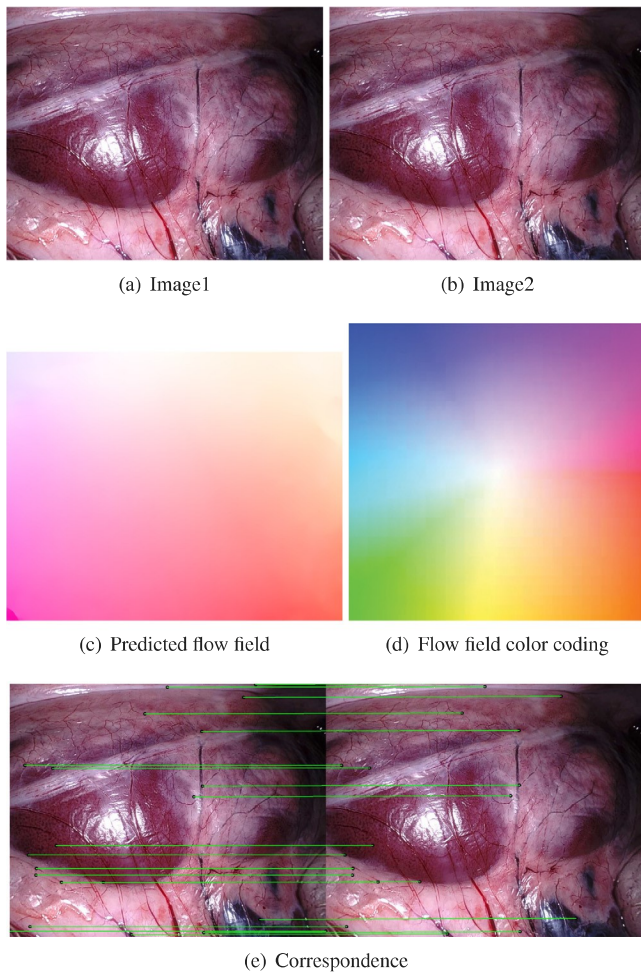 (a) Image1
(b) Image2
(c) Predicted flow field
(d) Flow field color coding
(e) Correspondence